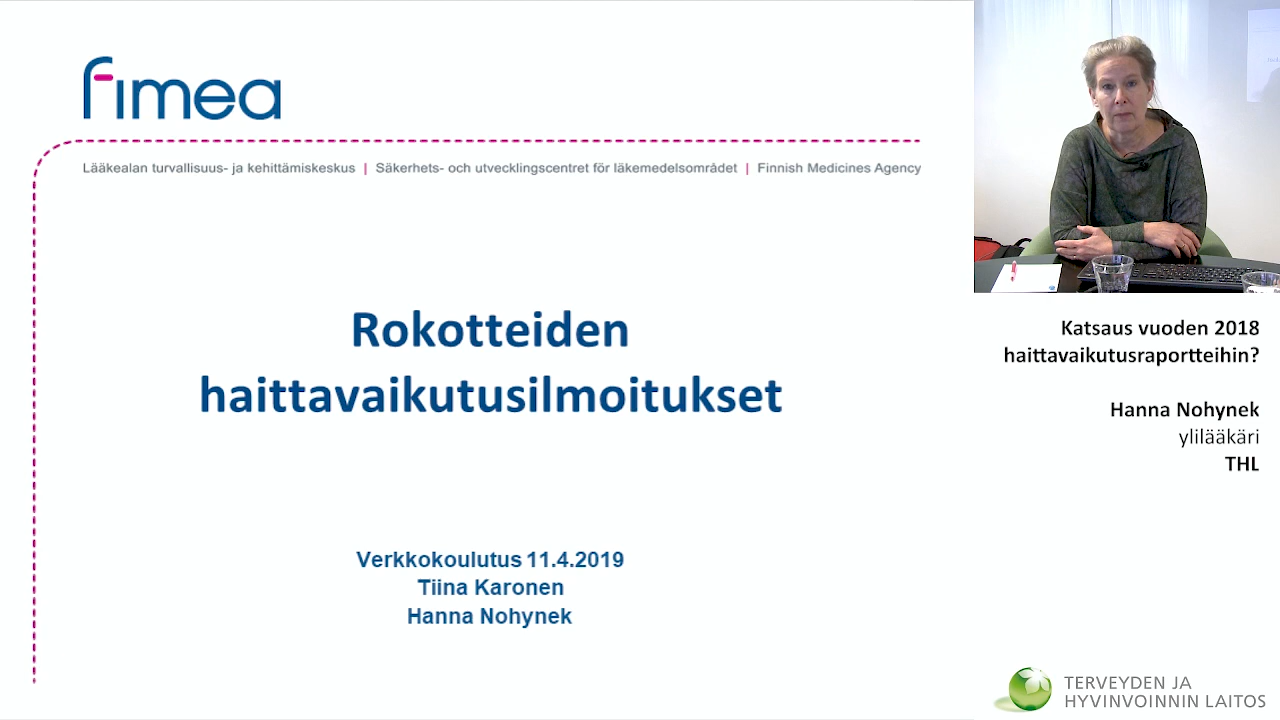 fimea
Lääkealan turvallisuus- ja kehittämiskeskus | Säkerhets- och utvecklingscentret för läkemedelsområdet | Finnish Medicines Agency
Rokotteiden
haittavaikutusilmoitukset
Verkkokoulutus 11.4.2019
Tiina Karonen
Hanna Nohynek
Katsaus vuoden 2018
haittavaikutusraportteihin?
Hanna Nohynek
ylilääkäri
THL
TERVEYDEN JA
HYVINVOINNIN LAITOS